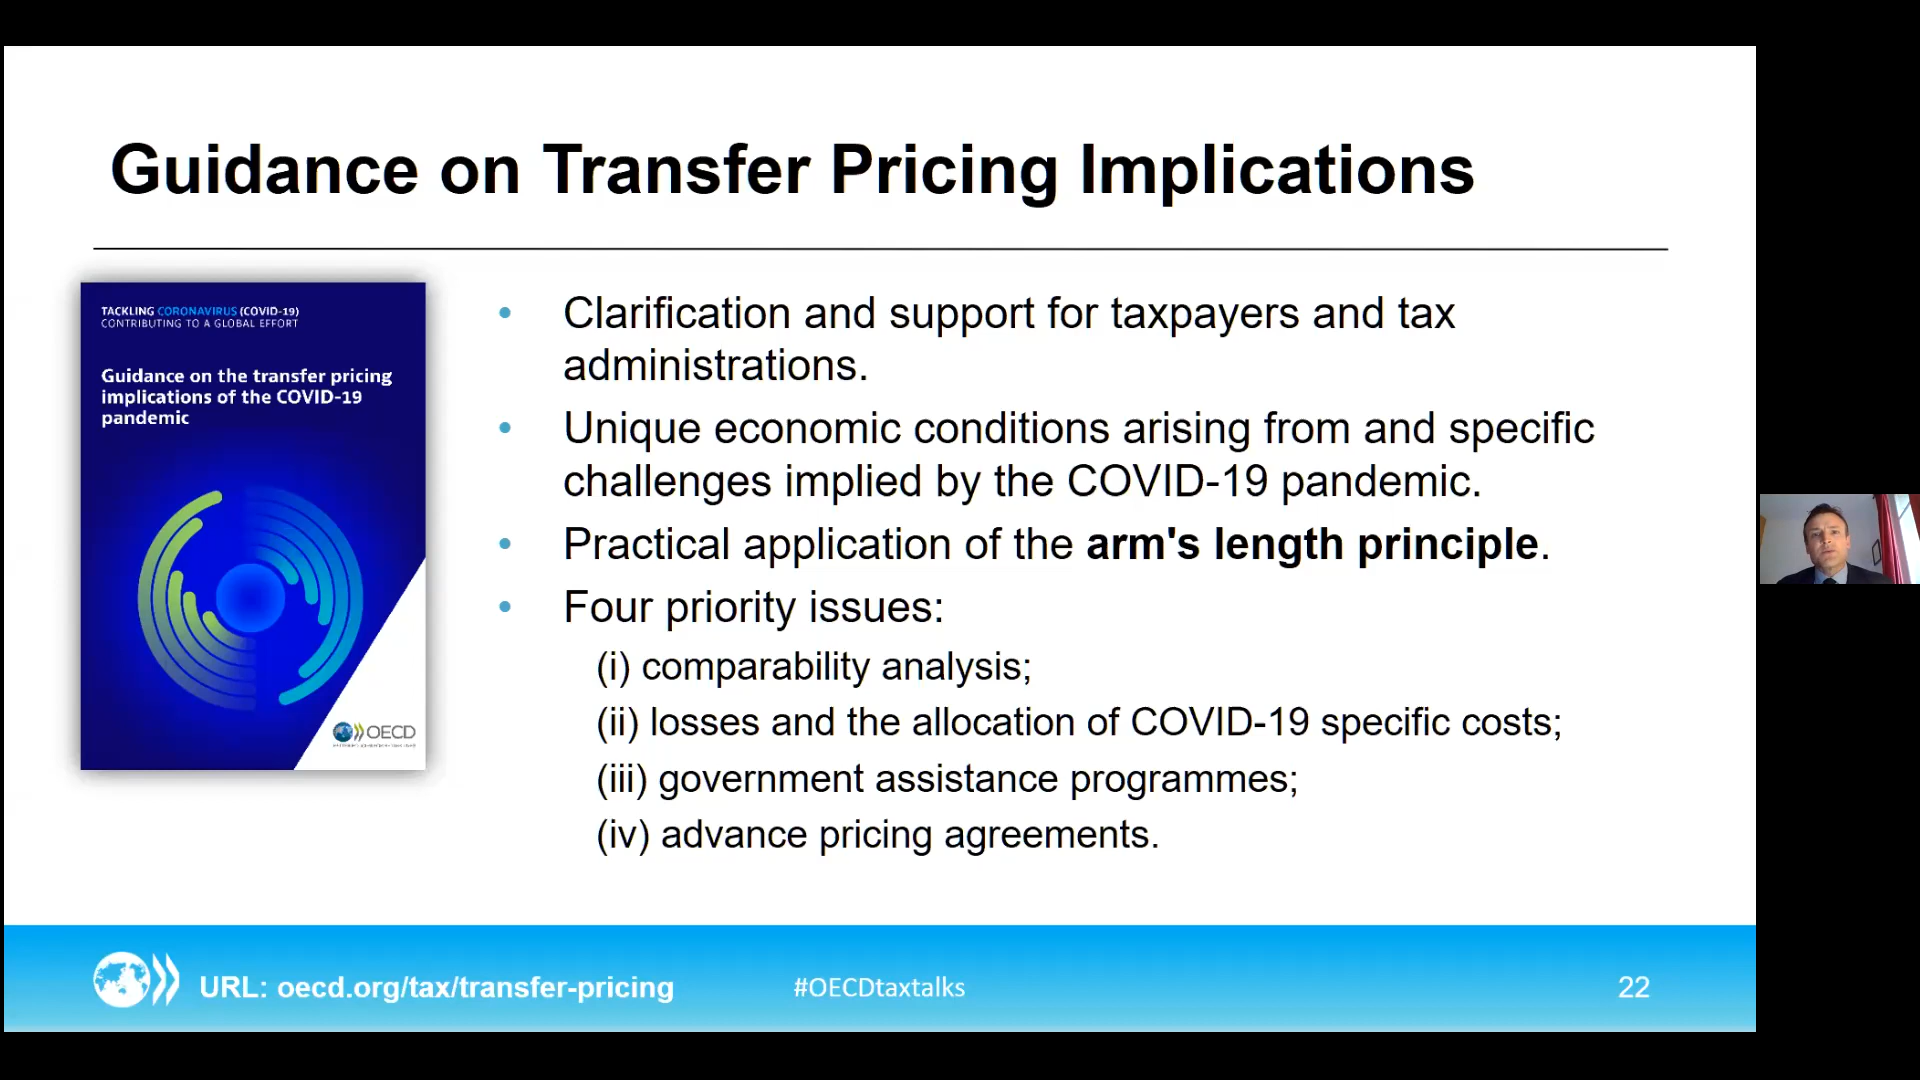 Guidance on Transfer Pricing Implications
TACKLING CORONAVIRUS (COVID-19)
CONTRIBUTING TO A GLOBAL EFFORT
Guidance on the transfer pricing
implications of the COVID-19
pandemic
OECD
• Clarification and support for taxpayers and tax
administrations.
• Unique economic conditions arising from and specific
challenges implied by the COVID-19 pandemic.
• Practical application of the arm's length principle.
• Four priority issues:
(i) comparability analysis;
(ii) losses and the allocation of COVID-19 specific costs;
(iii) government assistance programmes;
(iv) advance pricing agreements.
URL: oecd.org/tax/transfer-pricing
#OECDtaxtalks
22